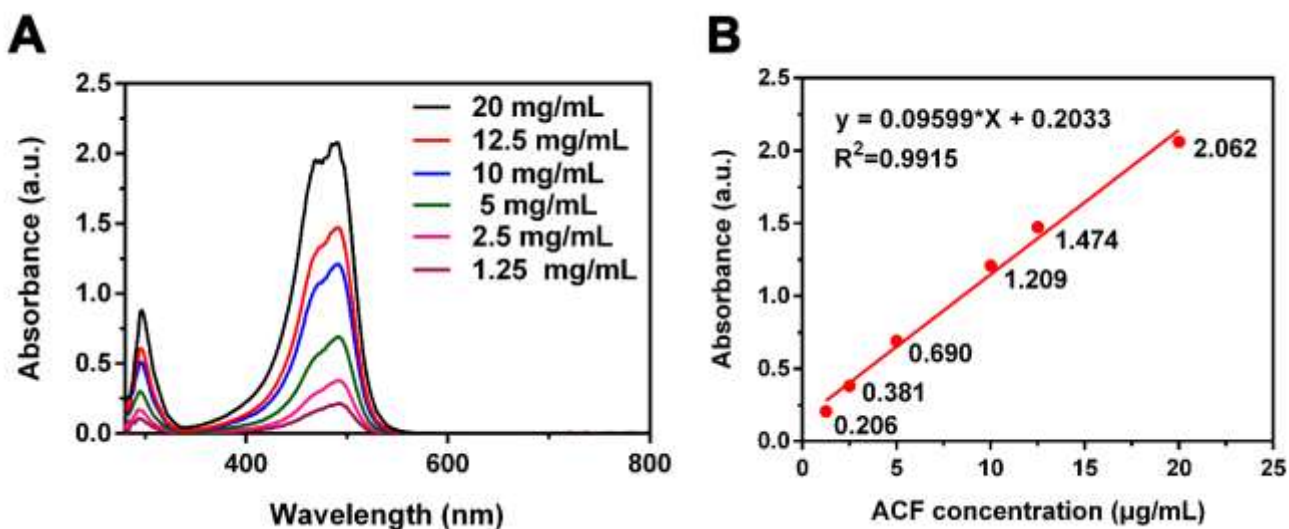 A
2.5
2.0
1.5
1.0
0.5
0.0
Absorbance (a.u.)
20 mg/mL
12.5 mg/mL
10 mg/mL
5 mg/mL
2.5 mg/mL
1.25 mg/mL
400
600
800
Wavelength (nm)
B
2.5
2.0
1.5
1.0
0.5
0.0
Absorbance (a.u.)
y = 0.09599*X + 0.2033
R²=0.9915
2.062
1.474
1.209
0.690
0.381
0.206
0
5
10
15
20
25
ACF concentration (µg/mL)